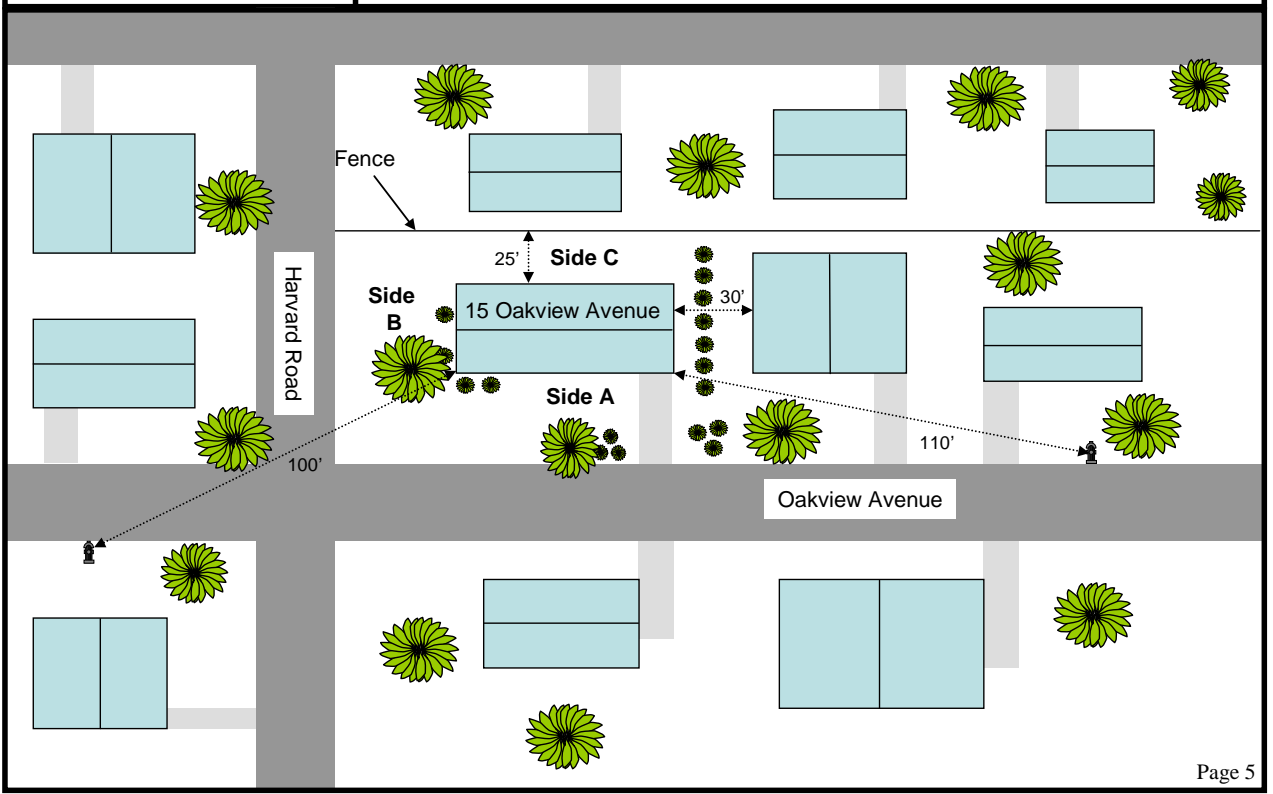 Fence
25’
Side C
Side
B
15 Oakview Avenue
30’
Harvard Road
Side A
100’
110’
Oakview Avenue
Page 5